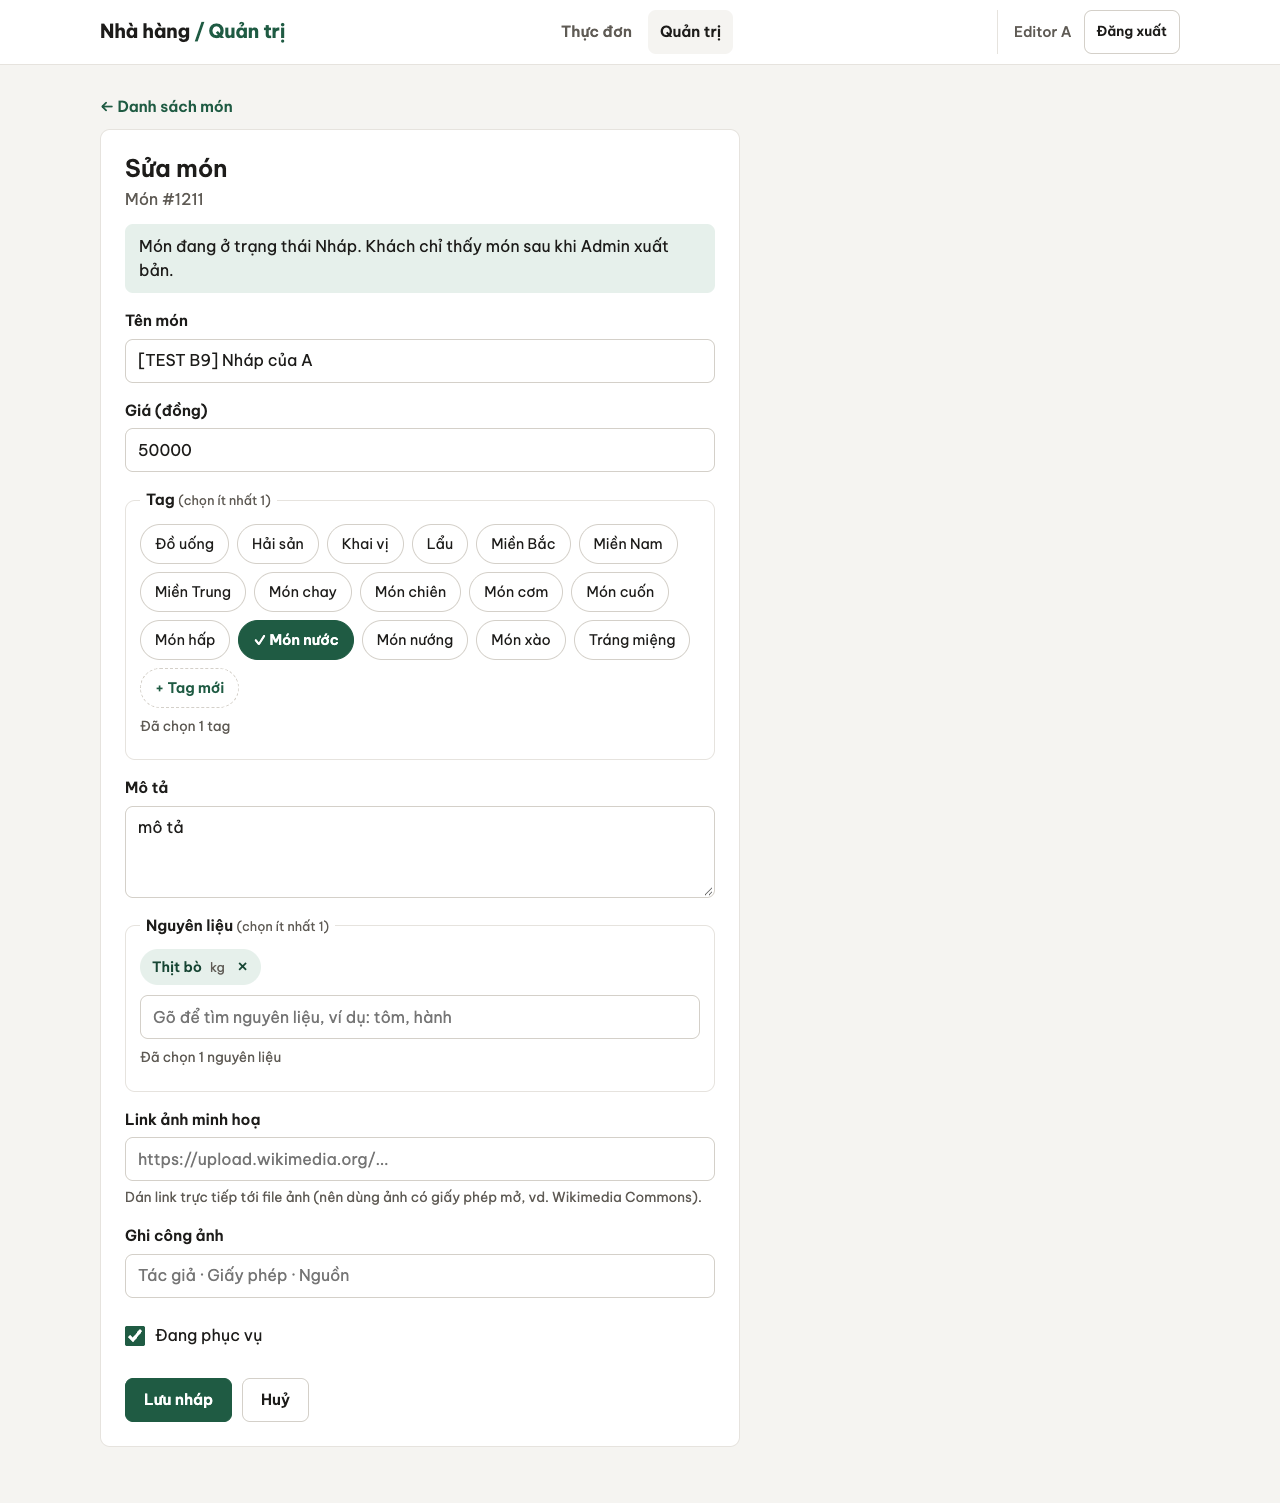 Nhà hàng / Quản trị
Thực đơn
Quản trị
Editor A
Đăng xuất
← Danh sách món
Sửa món
Món #1211
Món đang ở trạng thái Nháp. Khách chỉ thấy món sau khi Admin xuất
bản.
Tên món
[TEST B9] Nháp của A
Giá (đồng)
50000
Tag (chọn ít nhất 1)
Đồ uống
Hải sản
Khai vị
Lẩu
Miền Bắc
Miền Nam
Miền Trung
Món chay
Món chiên
Món cơm
Món cuốn
Món hấp
✓ Món nước
Món nướng
Món xào
Tráng miệng
+ Tag mới
Đã chọn 1 tag
Mô tả
mô tả
Nguyên liệu (chọn ít nhất 1)
Thịt bò kg ×
Gõ để tìm nguyên liệu, ví dụ: tôm, hành
Đã chọn 1 nguyên liệu
Link ảnh minh hoạ
https://upload.wikimedia.org/...
Dán link trực tiếp tới file ảnh (nên dùng ảnh có giấy phép mở, vd. Wikimedia Commons).
Ghi công ảnh
Tác giả · Giấy phép · Nguồn
Đang phục vụ
Lưu nháp
Huỷ